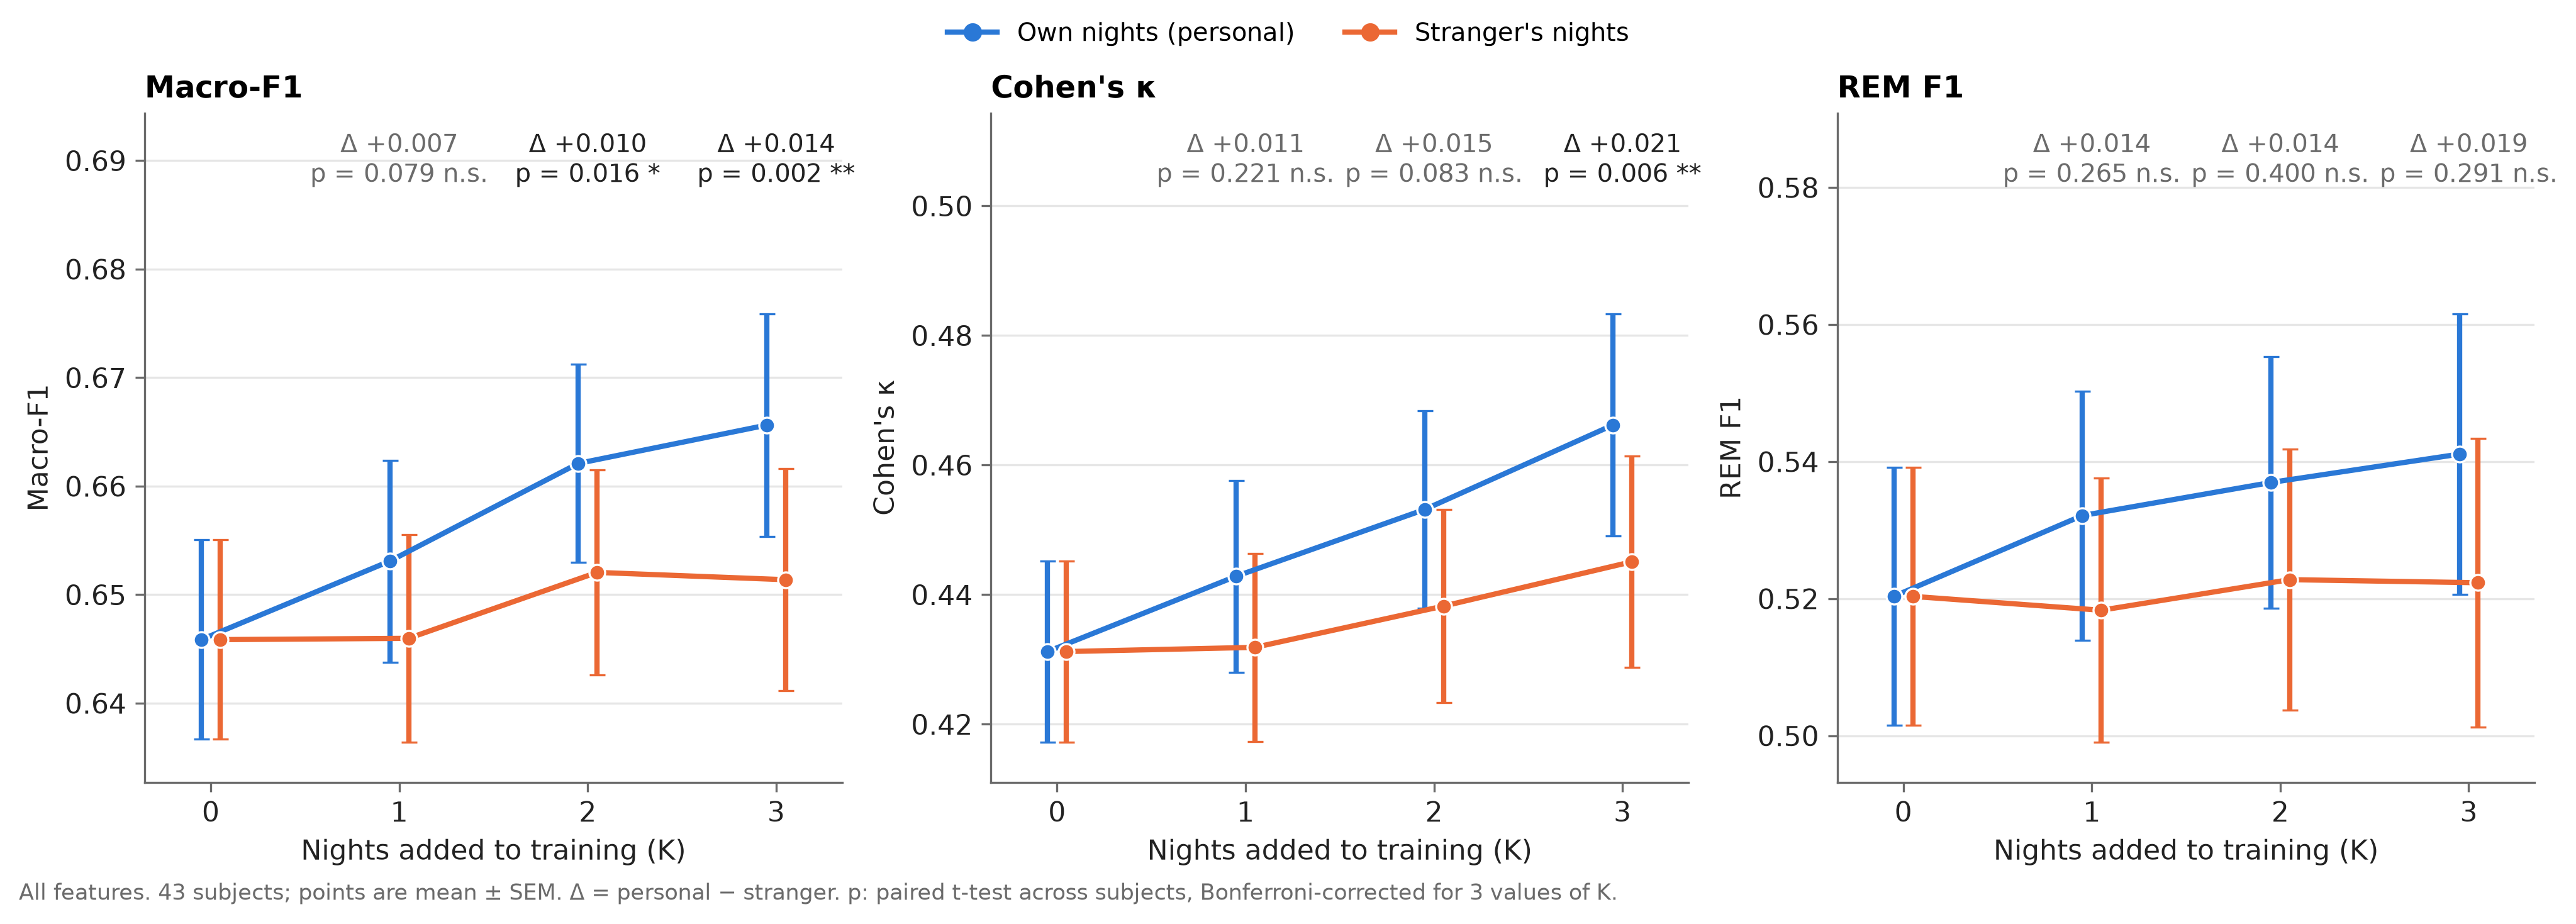 Own nights (personal) Stranger's nights
Macro-F1
Δ +0.007 Δ +0.010 Δ +0.014
p = 0.079 n.s. p = 0.016 * p = 0.002 **
0.69
0.68
0.67
0.66
0.65
0.64
Macro-F1
0 1 2 3
Nights added to training (K)
Cohen's κ
Δ +0.011 Δ +0.015 Δ +0.021
p = 0.221 n.s. p = 0.083 n.s. p = 0.006 **
0.50
0.48
0.46
0.44
0.42
Cohen's κ
0 1 2 3
Nights added to training (K)
REM F1
Δ +0.014 Δ +0.014 Δ +0.019
p = 0.265 n.s. p = 0.400 n.s. p = 0.291 n.s.
0.58
0.56
0.54
0.52
0.50
REM F1
0 1 2 3
Nights added to training (K)
All features. 43 subjects; points are mean ± SEM. Δ = personal − stranger. p: paired t-test across subjects, Bonferroni-corrected for 3 values of K.